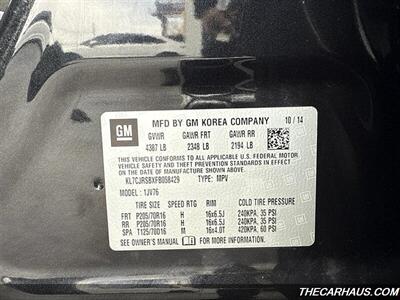 GM
MFD BY GM KOREA COMPANY
10 / 14
GVWR GAWR FRT GAWR RR
4387 LB 2348 LB 2194 LB
THIS VEHICLE CONFORMS TO ALL APPLICABLE U.S. FEDERAL MOTOR
VEHICLE SAFETY AND THEFT PREVENTION STANDARDS IN EFFECT
ON THE DATE OF MANUFACTURE SHOWN ABOVE.
KL7CJRSBXFB058429 TYPE: MPV
MODEL : 1JV76
TIRE SIZE SPEED RTG RIM COLD TIRE PRESSURE
FRT P205/70R16 H 16x6.5J 240KPA, 35 PSI
RR P205/70R16 H 16x6.5J 240KPA, 35 PSI
SPA T125/70D16 M 16x4.0T 420KPA, 60 PSI
SEE OWNER'S MANUAL FOR MORE INFORMATION.
THECARHAUS.COM